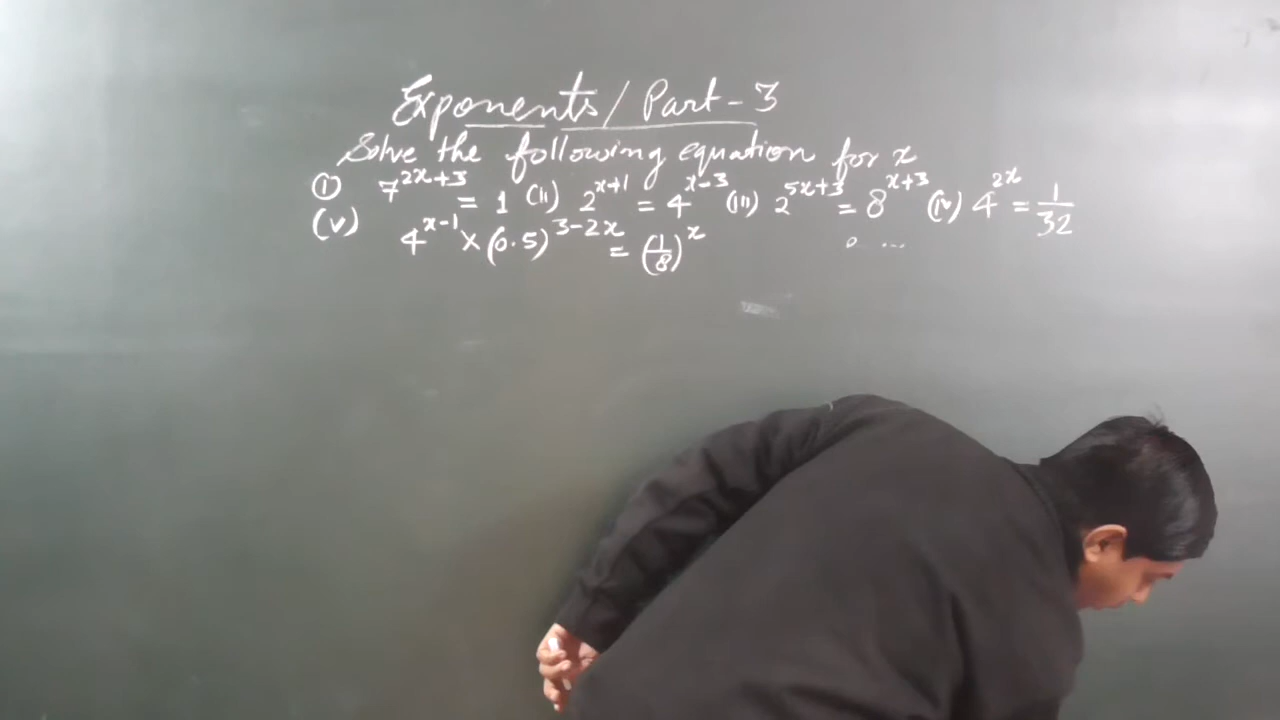 Exponents / Part - 3
Solve the following equation for x
(i) 7^{2x+3} = 1 (ii) 2^{x+1} = 4^{x-3} (iii) 2^{5x+3} = 8^{x+3} (iv) 4^{2x} = 1/32
(v) 4^{x-1} × (0.5)^{3-2x} = (1/8)^x